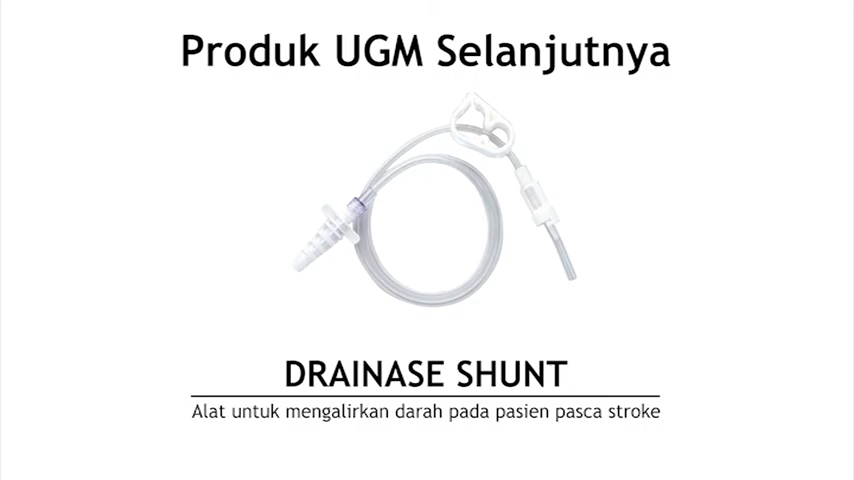 Produk UGM Selanjutnya
DRAINASE SHUNT
Alat untuk mengalirkan darah pada pasien pasca stroke